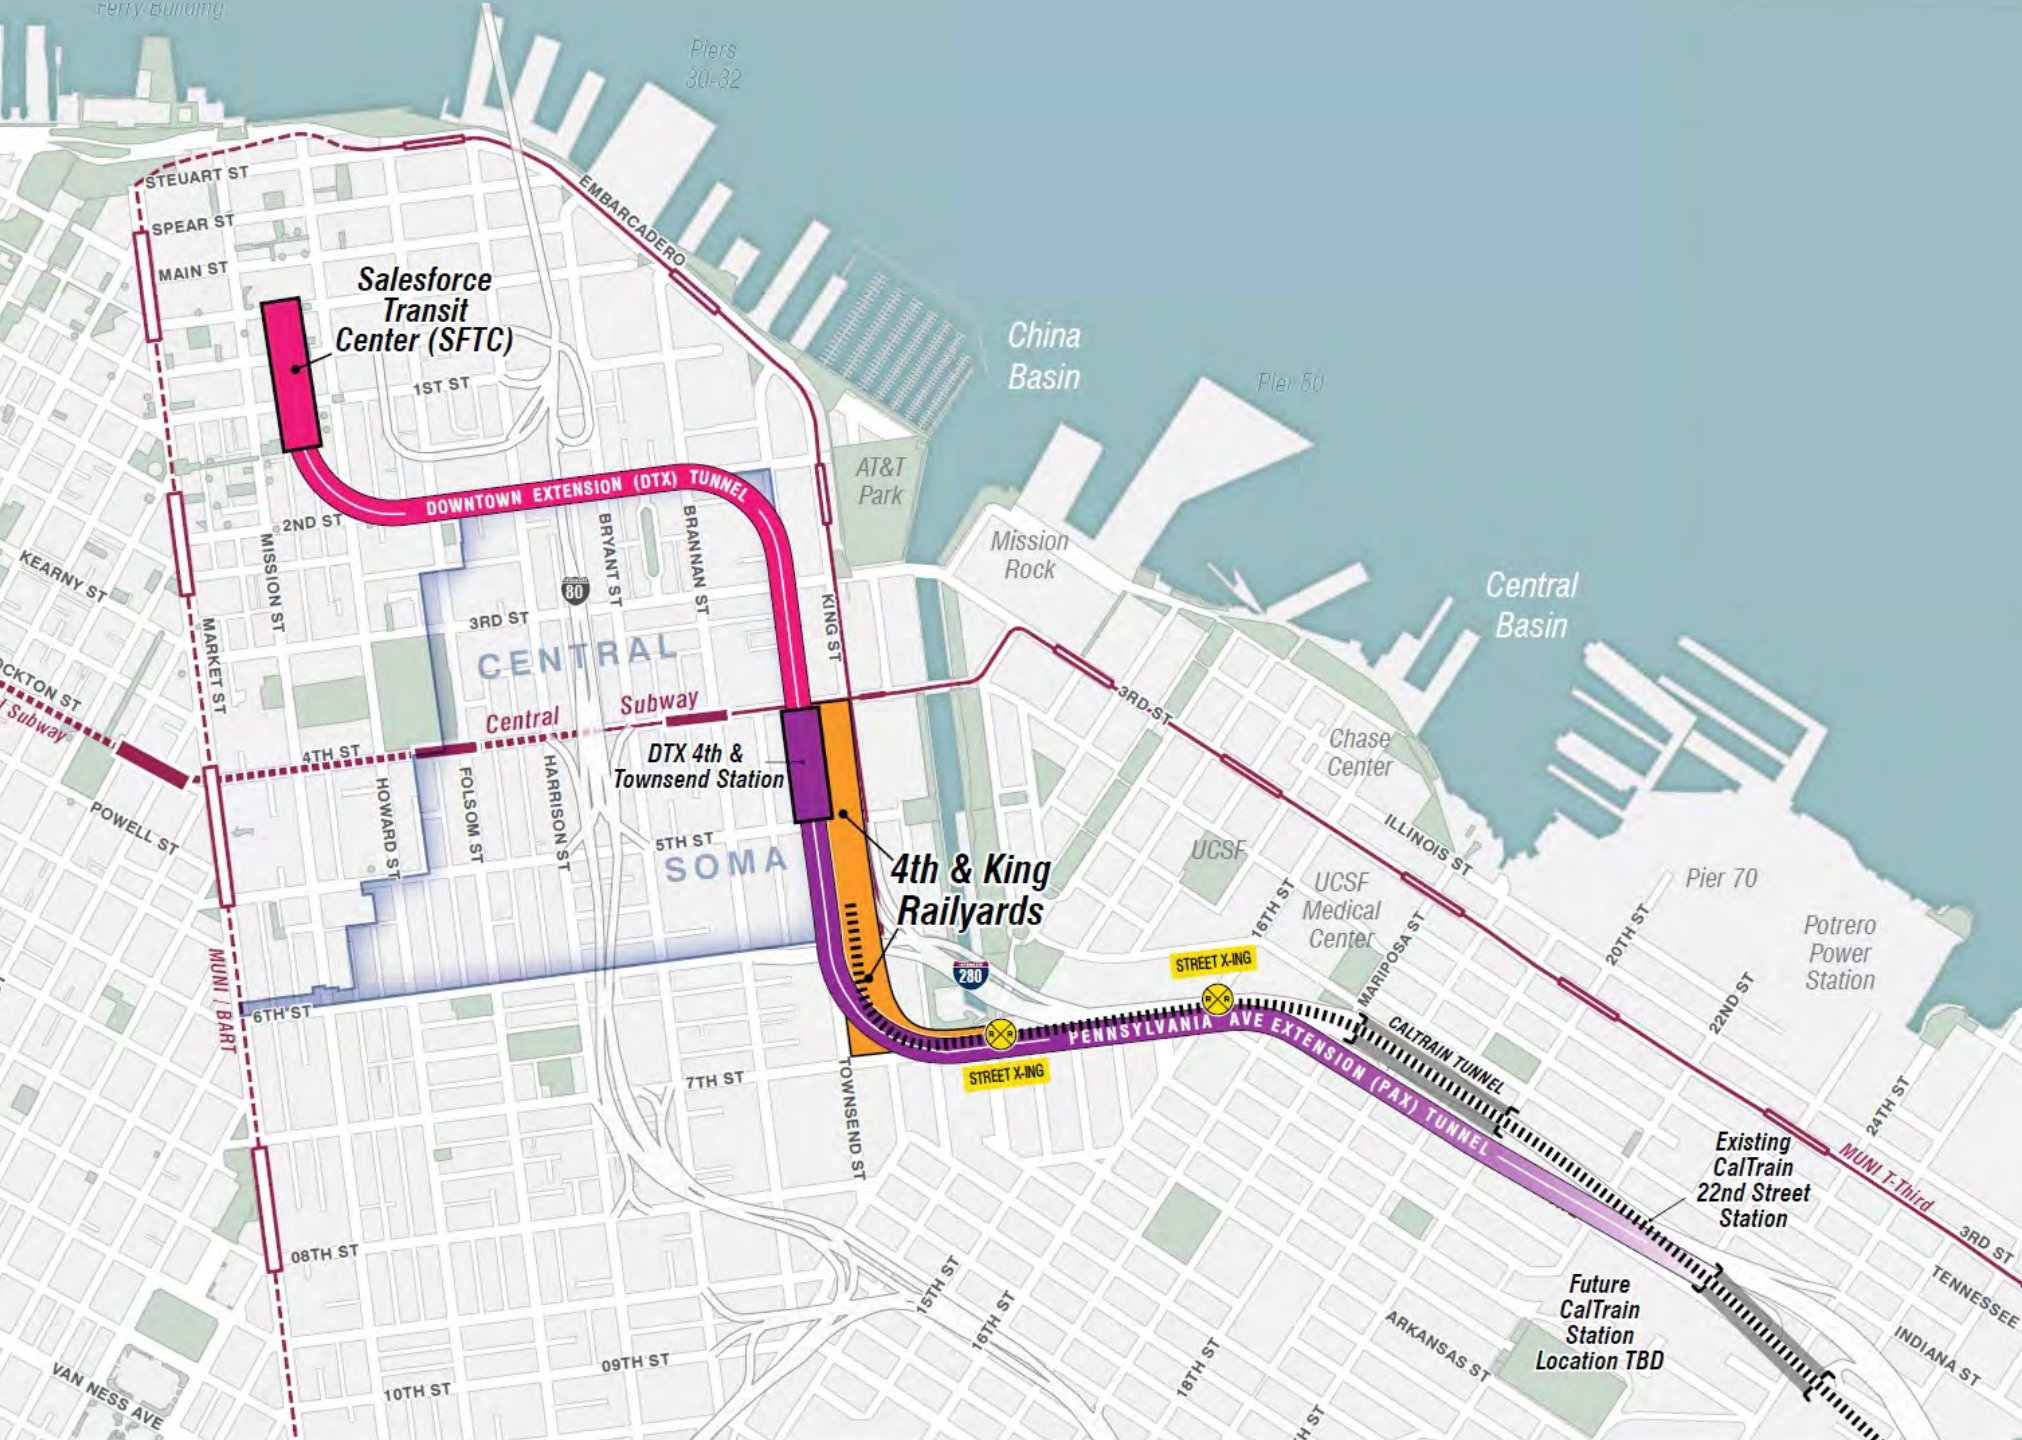 Ferry Building
Piers
30-32
STEUART ST
SPEAR ST
MAIN ST
EMBARCADERO
Salesforce
Transit
Center (SFTC)
1ST ST
China
Basin
Pier 50
AT&T
Park
DOWNTOWN EXTENSION (DTX) TUNNEL
2ND ST
MISSION ST
BRYANT ST
BRANNAN ST
KEARNY ST
80
Mission
Rock
Central
Basin
3RD ST
KING ST
MARKET ST
CENTRAL
OCKTON ST
l Subway
Central Subway
3RD ST
4TH ST
DTX 4th &
Townsend Station
HOWARD ST
FOLSOM ST
HARRISON ST
Chase
Center
POWELL ST
5TH ST
SOMA
4th & King
Railyards
UCSF
ILLINOIS ST
UCSF
Medical
Center
16TH ST
MARIPOSA ST
20TH ST
Pier 70
Potrero
Power
Station
22ND ST
MUNI / BART
6TH ST
INTERSTATE
280
STREET X-ING
R R
R R
STREET X-ING
PENNSYLVANIA AVE EXTENSION (PAX) TUNNEL
CALTRAIN TUNNEL
7TH ST
TOWNSEND ST
24TH ST
Existing
CalTrain
22nd Street
Station
MUNI T-Third
3RD ST
TENNESSEE
INDIANA ST
08TH ST
15TH ST
16TH ST
18TH ST
ARKANSAS ST
Future
CalTrain
Station
Location TBD
VAN NESS AVE
09TH ST
10TH ST
H ST